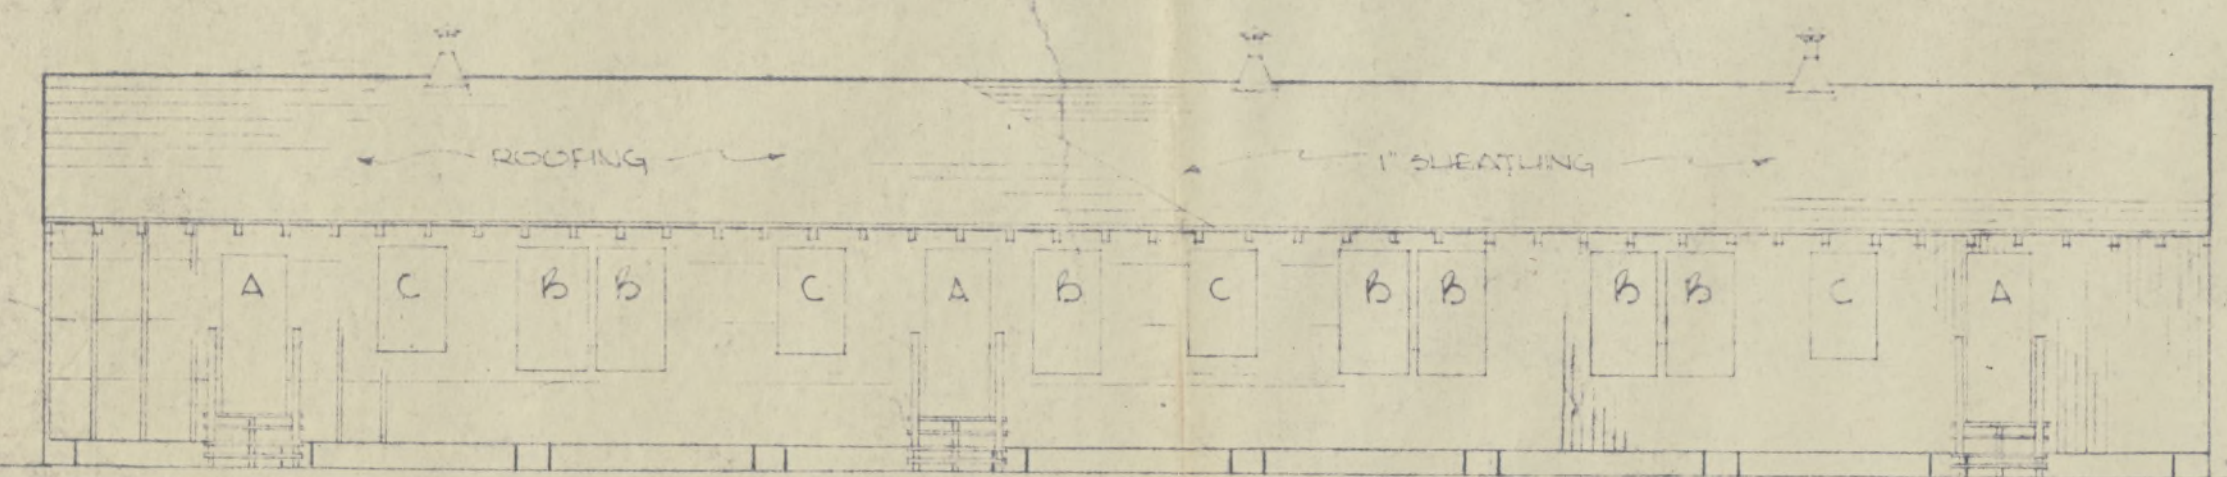 ROOFING 1" SHEATHING
A C B B C A B C B B B B C A